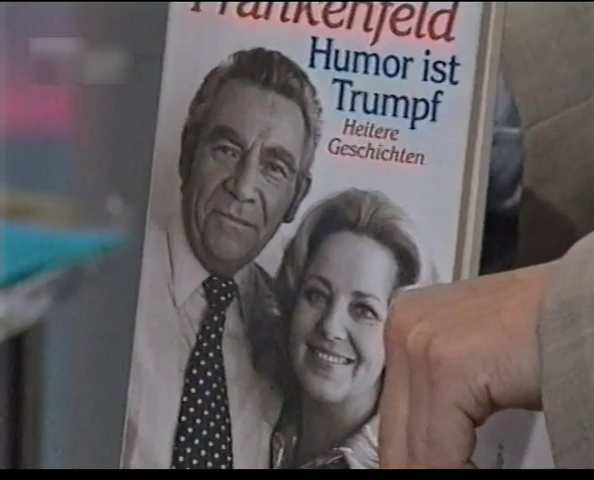 Frankenfeld
Humor ist
Trumpf
Heitere
Geschichten